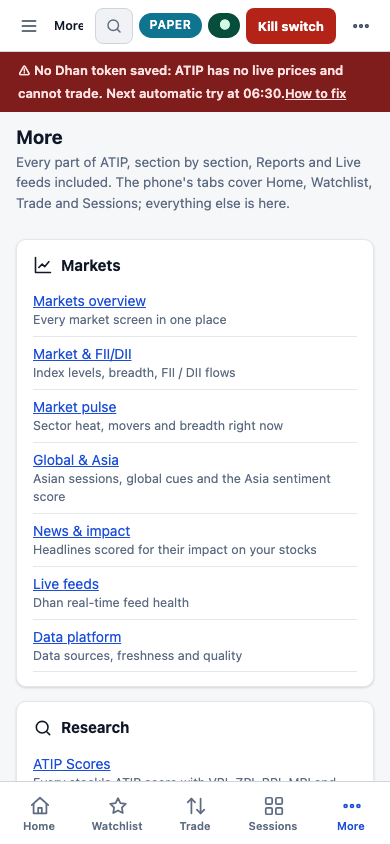 More
PAPER
Kill switch
⚠ No Dhan token saved: ATIP has no live prices and
cannot trade. Next automatic try at 06:30.How to fix
More
Every part of ATIP, section by section, Reports and Live
feeds included. The phone's tabs cover Home, Watchlist,
Trade and Sessions; everything else is here.
Markets
Markets overview
Every market screen in one place
Market & FII/DII
Index levels, breadth, FII / DII flows
Market pulse
Sector heat, movers and breadth right now
Global & Asia
Asian sessions, global cues and the Asia sentiment
score
News & impact
Headlines scored for their impact on your stocks
Live feeds
Dhan real-time feed health
Data platform
Data sources, freshness and quality
Research
ATIP Scores
Home
Watchlist
Trade
Sessions
More